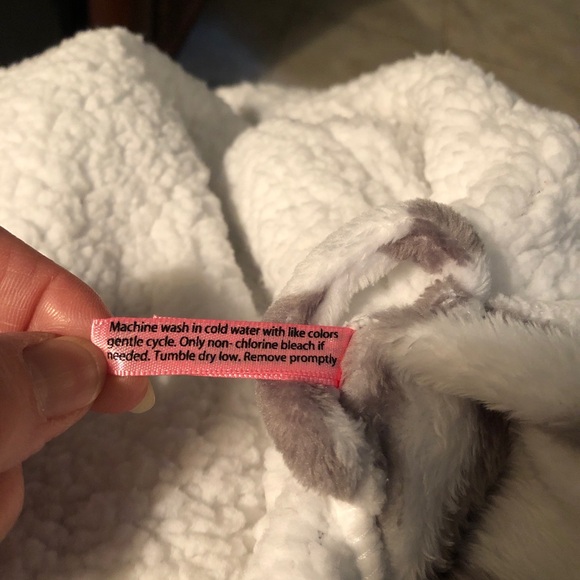 Machine wash in cold water with like colors
gentle cycle. Only non- chlorine bleach if
needed. Tumble dry low. Remove promptly